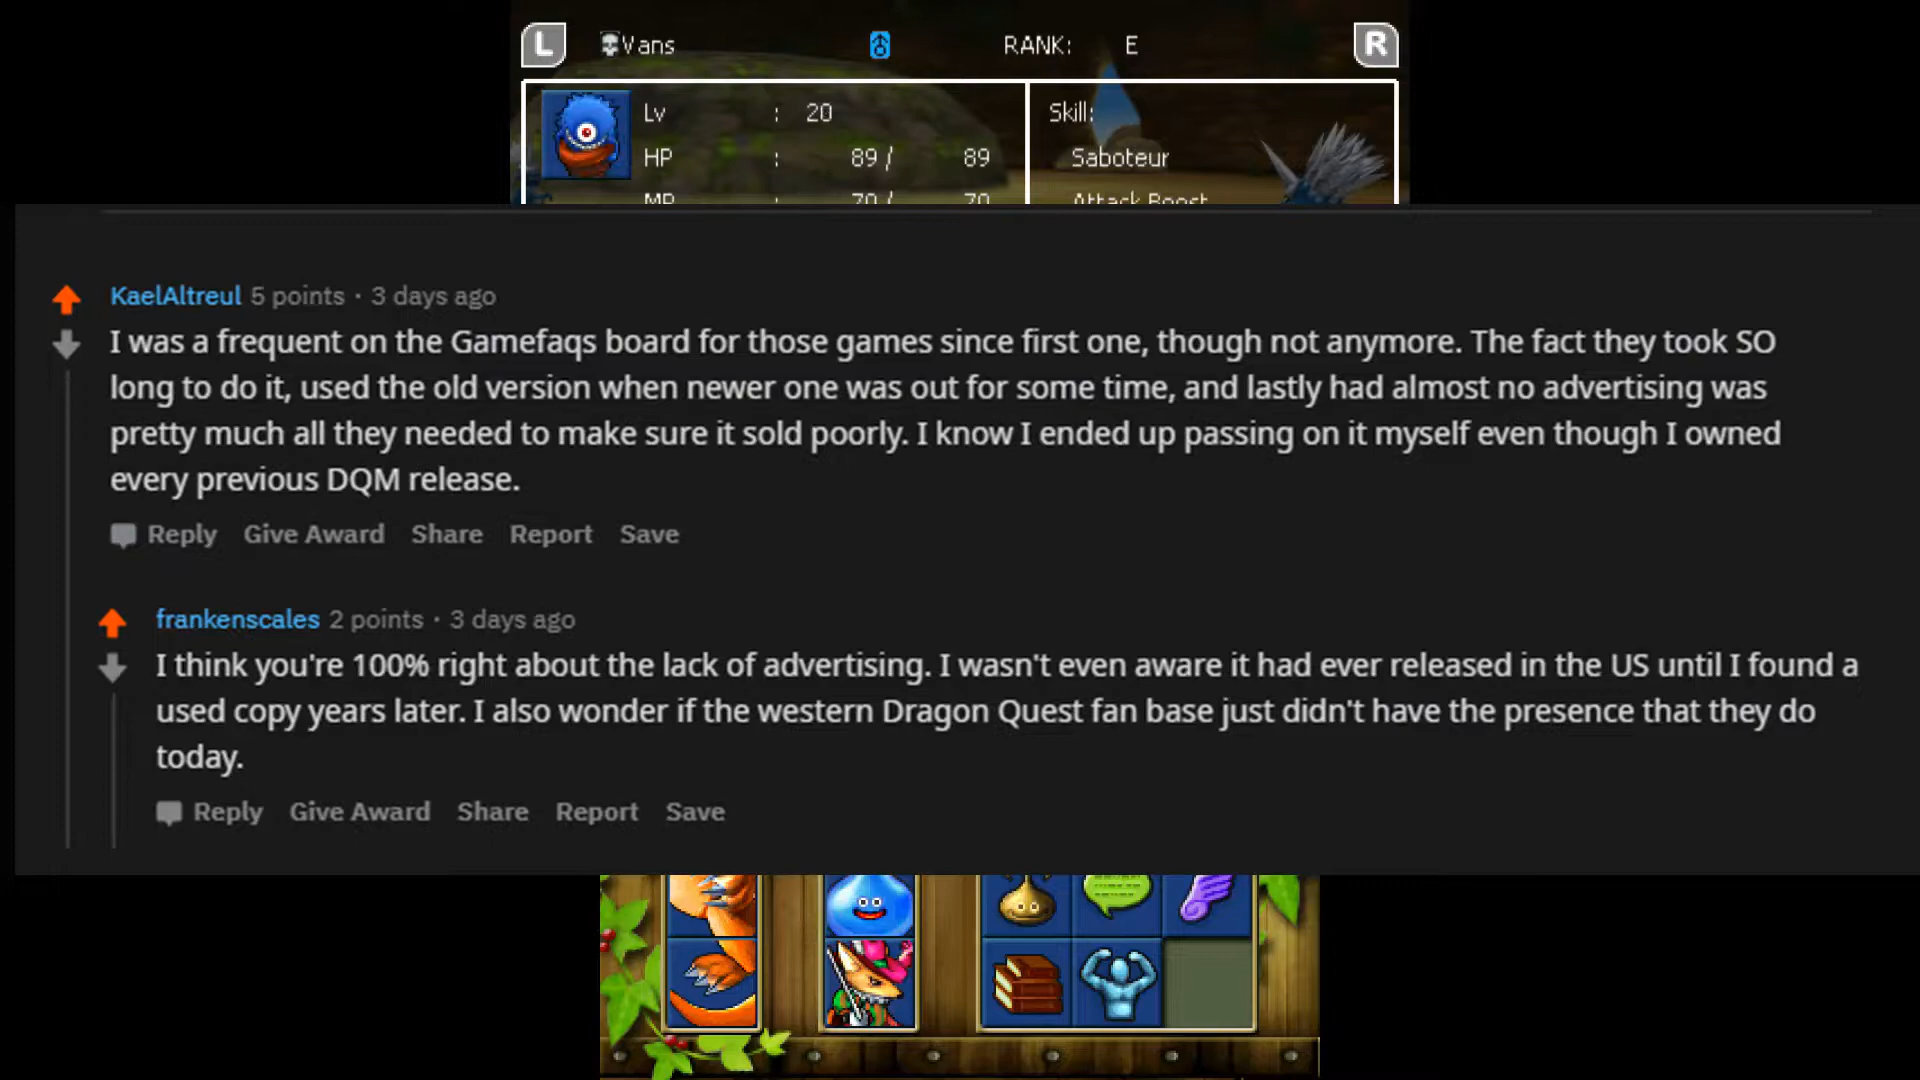 L Vans RANK: E R
Lv : 20 Skill:
HP : 89 / 89 Saboteur
MP : 70 / 70 Attack Boost
KaelAltreul 5 points · 3 days ago
I was a frequent on the Gamefaqs board for those games since first one, though not anymore. The fact they took SO
long to do it, used the old version when newer one was out for some time, and lastly had almost no advertising was
pretty much all they needed to make sure it sold poorly. I know I ended up passing on it myself even though I owned
every previous DQM release.
Reply Give Award Share Report Save
frankenscales 2 points · 3 days ago
I think you're 100% right about the lack of advertising. I wasn't even aware it had ever released in the US until I found a
used copy years later. I also wonder if the western Dragon Quest fan base just didn't have the presence that they do
today.
Reply Give Award Share Report Save